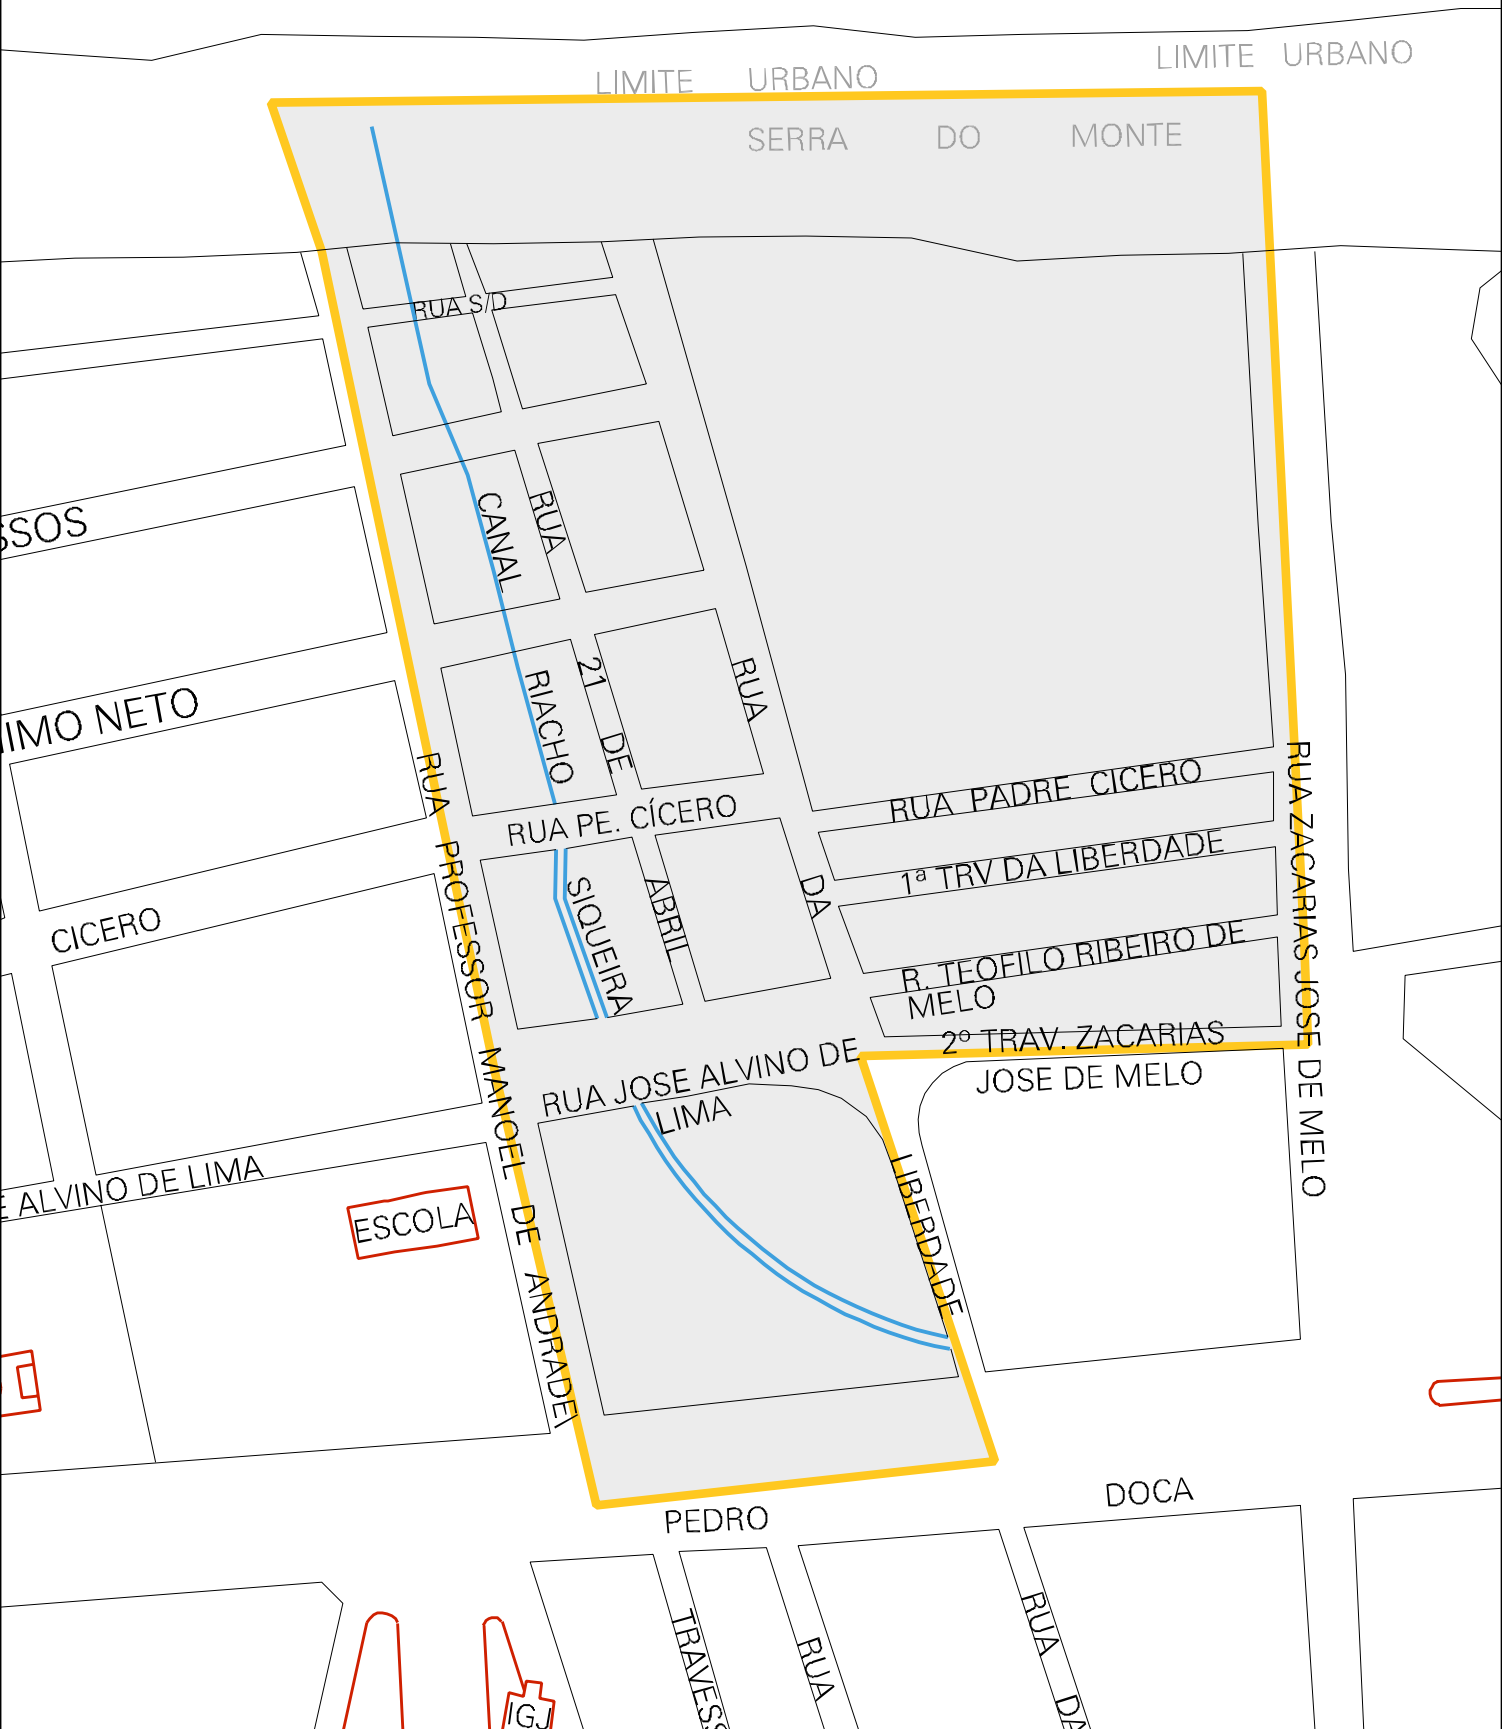 LIMITE URBANO
LIMITE URBANO
SERRA DO MONTE
RUA S/D
SSOS
CANAL RIACHO SIQUEIRA
RUA 21 DE ABRIL
RUA DA LIBERDADE
NETO
RUA PROFESSOR MANOEL DE ANDRADE
RUA PE. CÍCERO
RUA PADRE CICERO
1ª TRV DA LIBERDADE
RUA ZACARIAS JOSE DE MELO
CICERO
R. TEOFILO RIBEIRO DE
MELO
2º TRAV. ZACARIAS
JOSE DE MELO
RUA JOSE ALVINO DE
LIMA
E ALVINO DE LIMA
ESCOLA
PEDRO DOCA
TRAVESS
RUA
RUA DA
IGJ